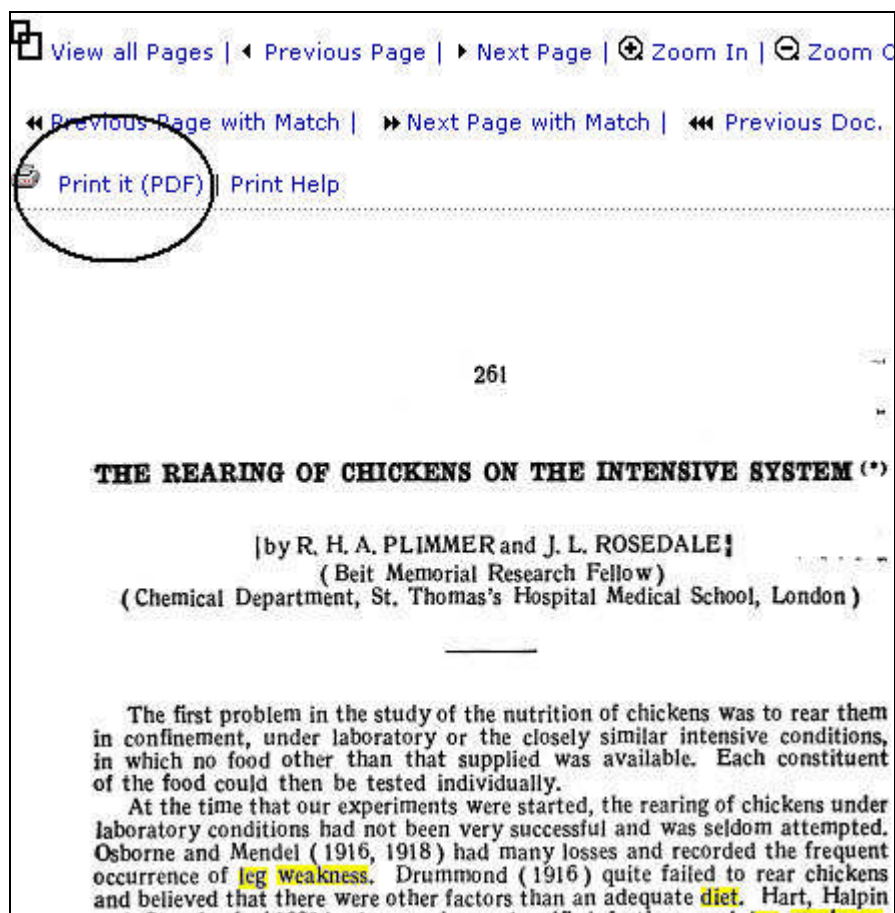 View all Pages | Previous Page | Next Page | Zoom In | Zoom
Previous Page with Match | Next Page with Match | Previous Doc.
Print it (PDF) | Print Help
261
THE REARING OF CHICKENS ON THE INTENSIVE SYSTEM (*)
by R. H. A. PLIMMER and J. L. ROSEDALE
( Beit Memorial Research Fellow )
( Chemical Department, St. Thomas's Hospital Medical School, London )
The first problem in the study of the nutrition of chickens was to rear them
in confinement, under laboratory or the closely similar intensive conditions,
in which no food other than that supplied was available. Each constituent
of the food could then be tested individually.
At the time that our experiments were started, the rearing of chickens under
laboratory conditions had not been very successful and was seldom attempted.
Osborne and Mendel ( 1916, 1918 ) had many losses and recorded the frequent
occurrence of leg weakness. Drummond ( 1916 ) quite failed to rear chickens
and believed that there were other factors than an adequate diet. Hart, Halpin